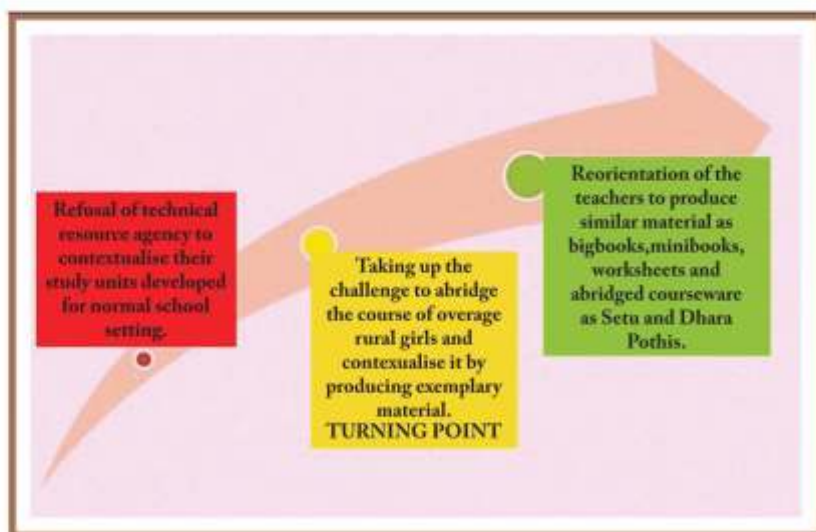 Refusal of technical
resource agency to
contextualise their
study units developed
for normal school
setting.
Taking up the
challenge to abridge
the course of overage
rural girls and
contexualise it by
producing exemplary
material.
TURNING POINT
Reorientation of the
teachers to produce
similar material as
bigbooks,minibooks,
worksheets and
abridged courseware
as Setu and Dhara
Pothis.